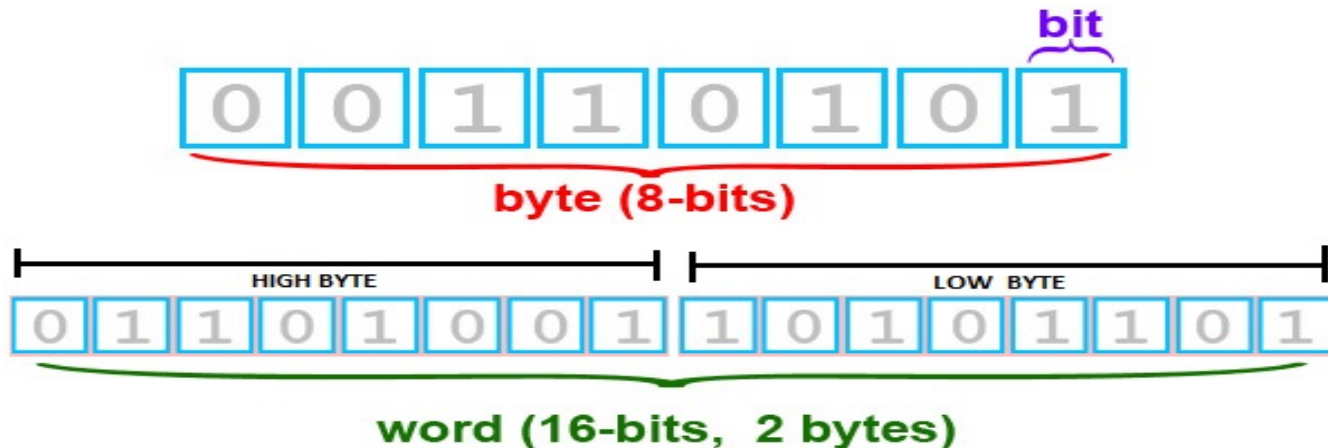 bit
0 0 1 1 0 1 0 1
byte (8-bits)
HIGH BYTE LOW BYTE
0 1 1 0 1 0 0 1 1 0 1 0 1 1 0 1
word (16-bits, 2 bytes)